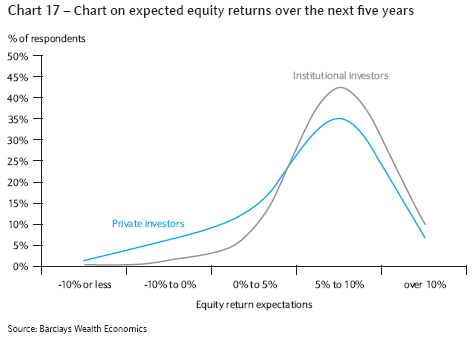 Chart 17 – Chart on expected equity returns over the next five years
% of respondents
50%
45%
40%
35%
30%
25%
20%
15%
10%
5%
0%
Institutional investors
Private investors
-10% or less
-10% to 0%
0% to 5%
5% to 10%
over 10%
Equity return expectations
Source: Barclays Wealth Economics